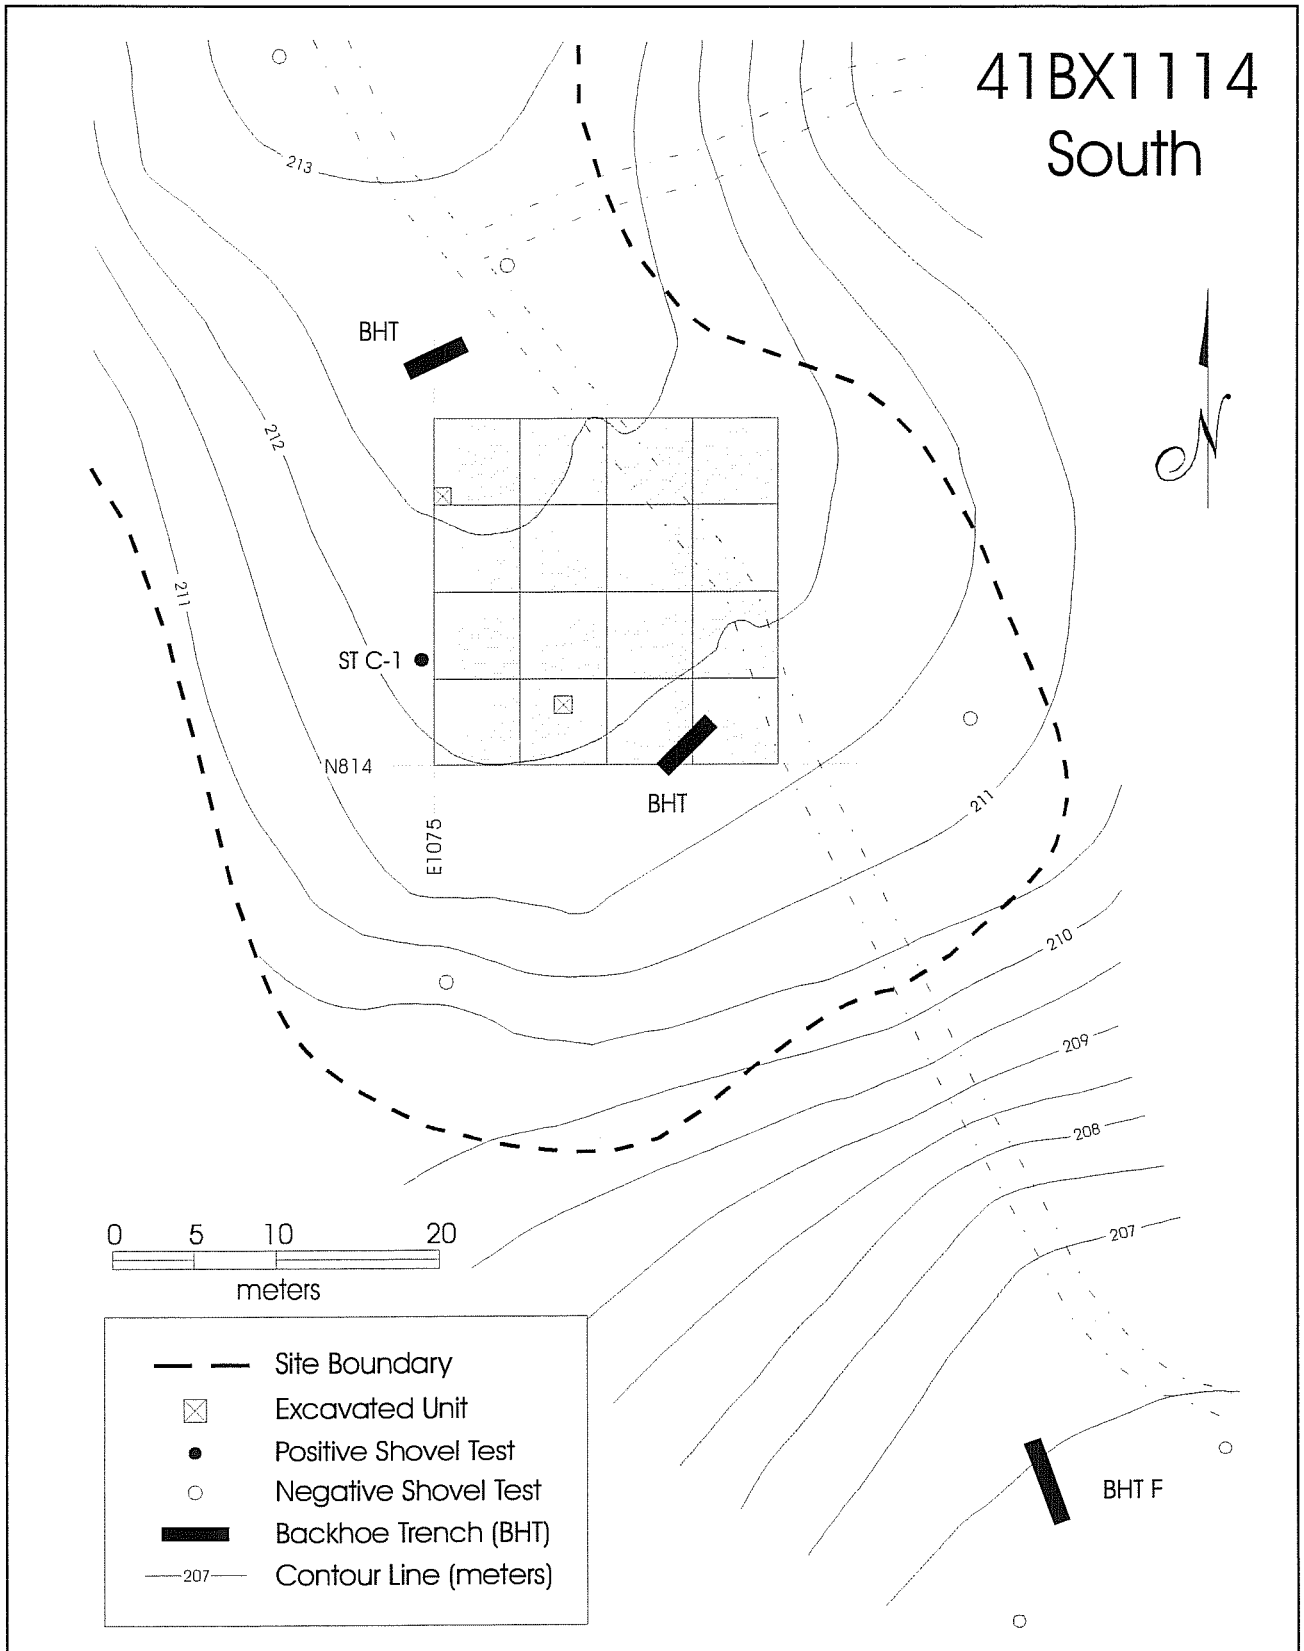 41BX1114
South
213
BHT
212
N
211
ST C-1
N814
BHT
E1075
211
210
209
208
207
0 5 10 20
meters
Site Boundary
Excavated Unit
Positive Shovel Test
Negative Shovel Test
Backhoe Trench (BHT)
207 Contour Line (meters)
BHT F